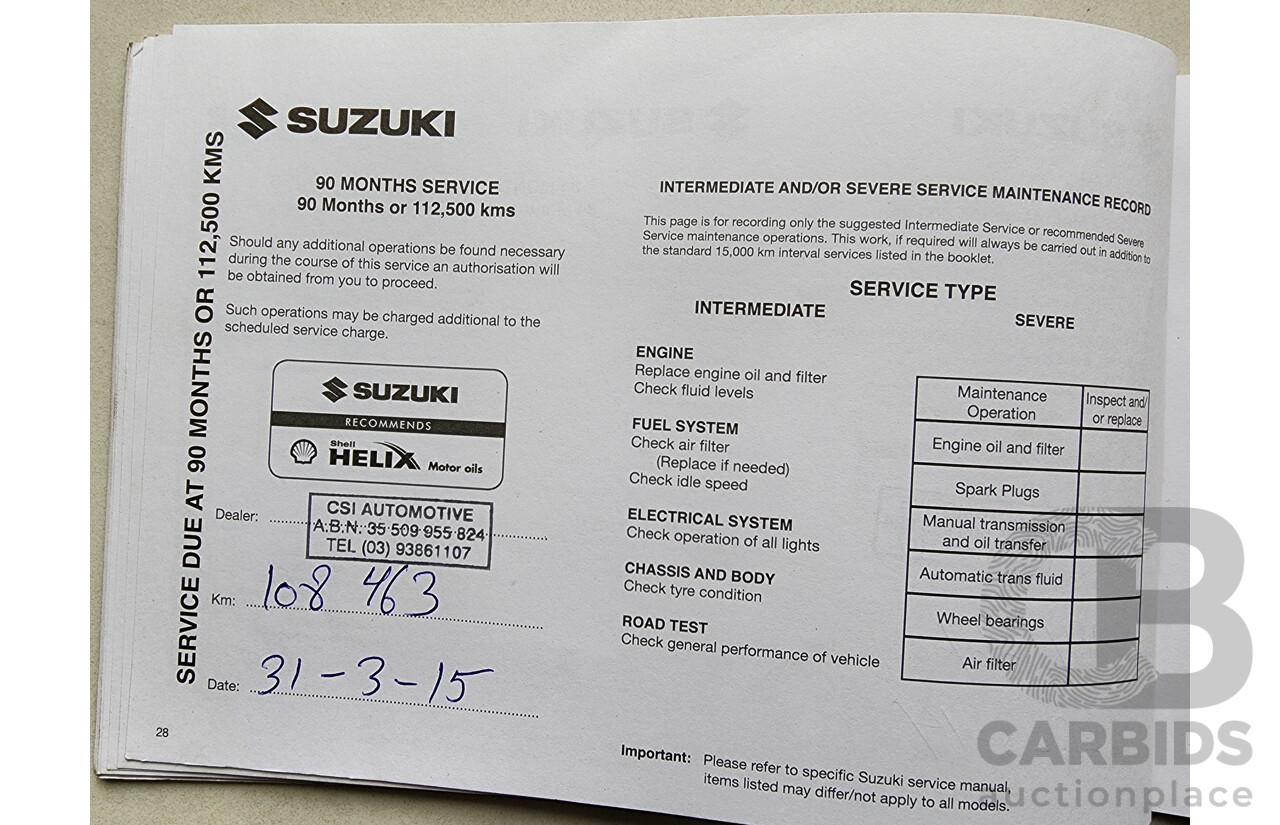 SERVICE DUE AT 90 MONTHS OR 112,500 KMS
SUZUKI
90 MONTHS SERVICE
90 Months or 112,500 kms
Should any additional operations be found necessary
during the course of this service an authorisation will
be obtained from you to proceed.
Such operations may be charged additional to the
scheduled service charge.
SUZUKI
RECOMMENDS
Shell
HELIX Motor oils
Dealer:
CSI AUTOMOTIVE
A.B.N. 35 509 955 824
TEL (03) 93861107
Km: 108 463
Date: 31-3-15
28
INTERMEDIATE AND/OR SEVERE SERVICE MAINTENANCE RECORD
This page is for recording only the suggested Intermediate Service or recommended Severe
Service maintenance operations. This work, if required will always be carried out in addition to
the standard 15,000 km interval services listed in the booklet.
SERVICE TYPE
INTERMEDIATE
ENGINE
Replace engine oil and filter
Check fluid levels
FUEL SYSTEM
Check air filter
(Replace if needed)
Check idle speed
ELECTRICAL SYSTEM
Check operation of all lights
CHASSIS AND BODY
Check tyre condition
ROAD TEST
Check general performance of vehicle
SEVERE
Maintenance
Operation
Inspect and/
or replace
Engine oil and filter
Spark Plugs
Manual transmission
and oil transfer
Automatic trans fluid
Wheel bearings
Air filter
Important: Please refer to specific Suzuki service manual,
items listed may differ/not apply to all models.
CB
CARBIDS
auctionplace